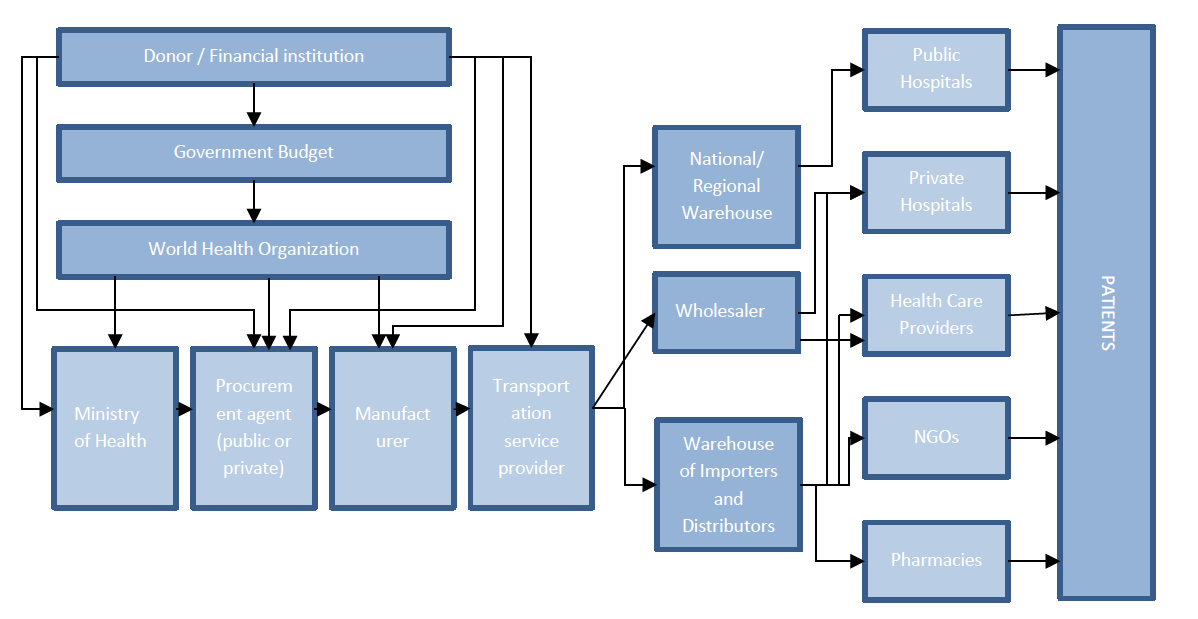 Donor / Financial institution
Government Budget
World Health Organization
Ministry
of Health
Procurem
ent agent
(public or
private)
Manufact
urer
Transport
ation
service
provider
National/
Regional
Warehouse
Wholesaler
Warehouse
of Importers
and
Distributors
Public
Hospitals
Private
Hospitals
Health Care
Providers
NGOs
Pharmacies
PATIENTS